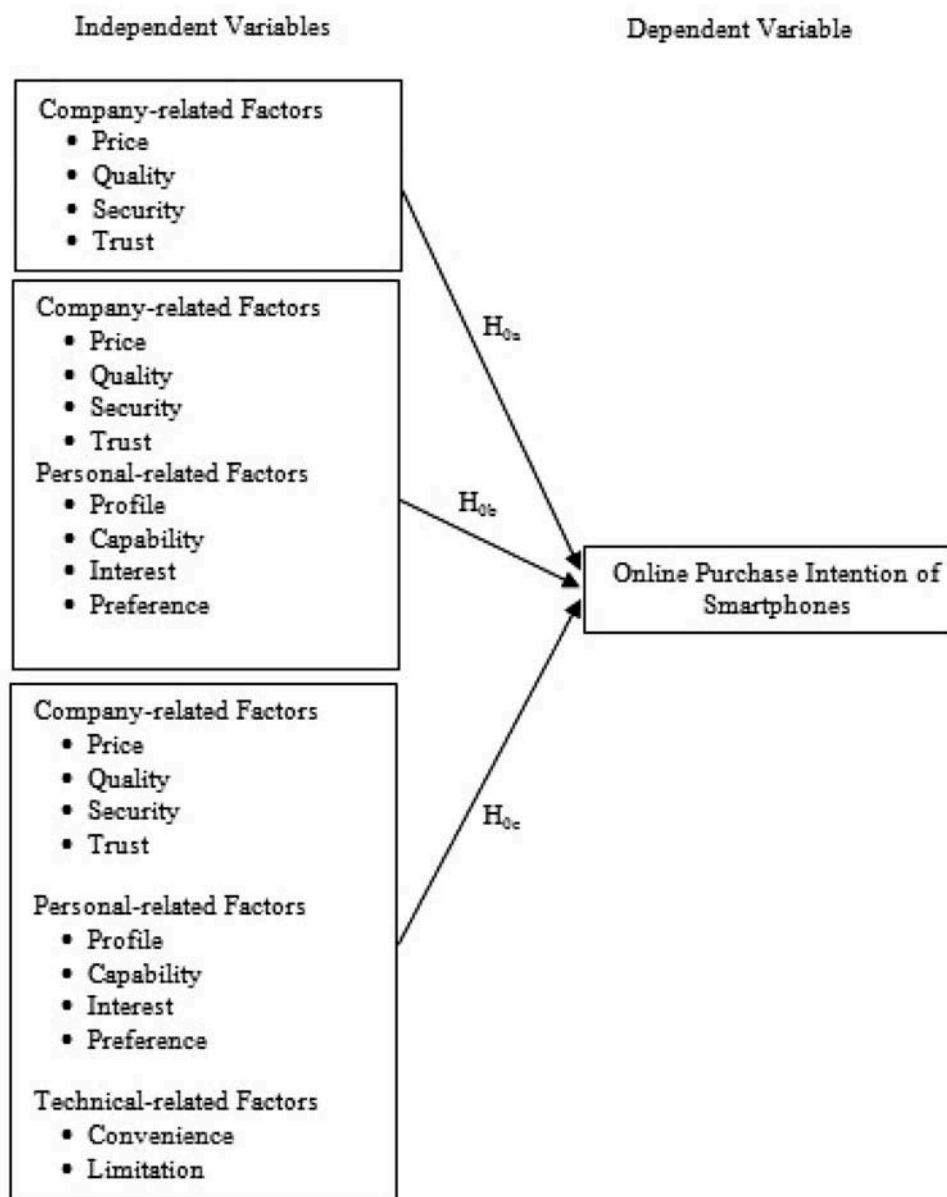 Independent Variables
Dependent Variable
Company-related Factors
• Price
• Quality
• Security
• Trust
Company-related Factors
• Price
• Quality
• Security
• Trust
Personal-related Factors
• Profile
• Capability
• Interest
• Preference
Company-related Factors
• Price
• Quality
• Security
• Trust
Personal-related Factors
• Profile
• Capability
• Interest
• Preference
Technical-related Factors
• Convenience
• Limitation
H0a
H0b
H0c
Online Purchase Intention of
Smartphones